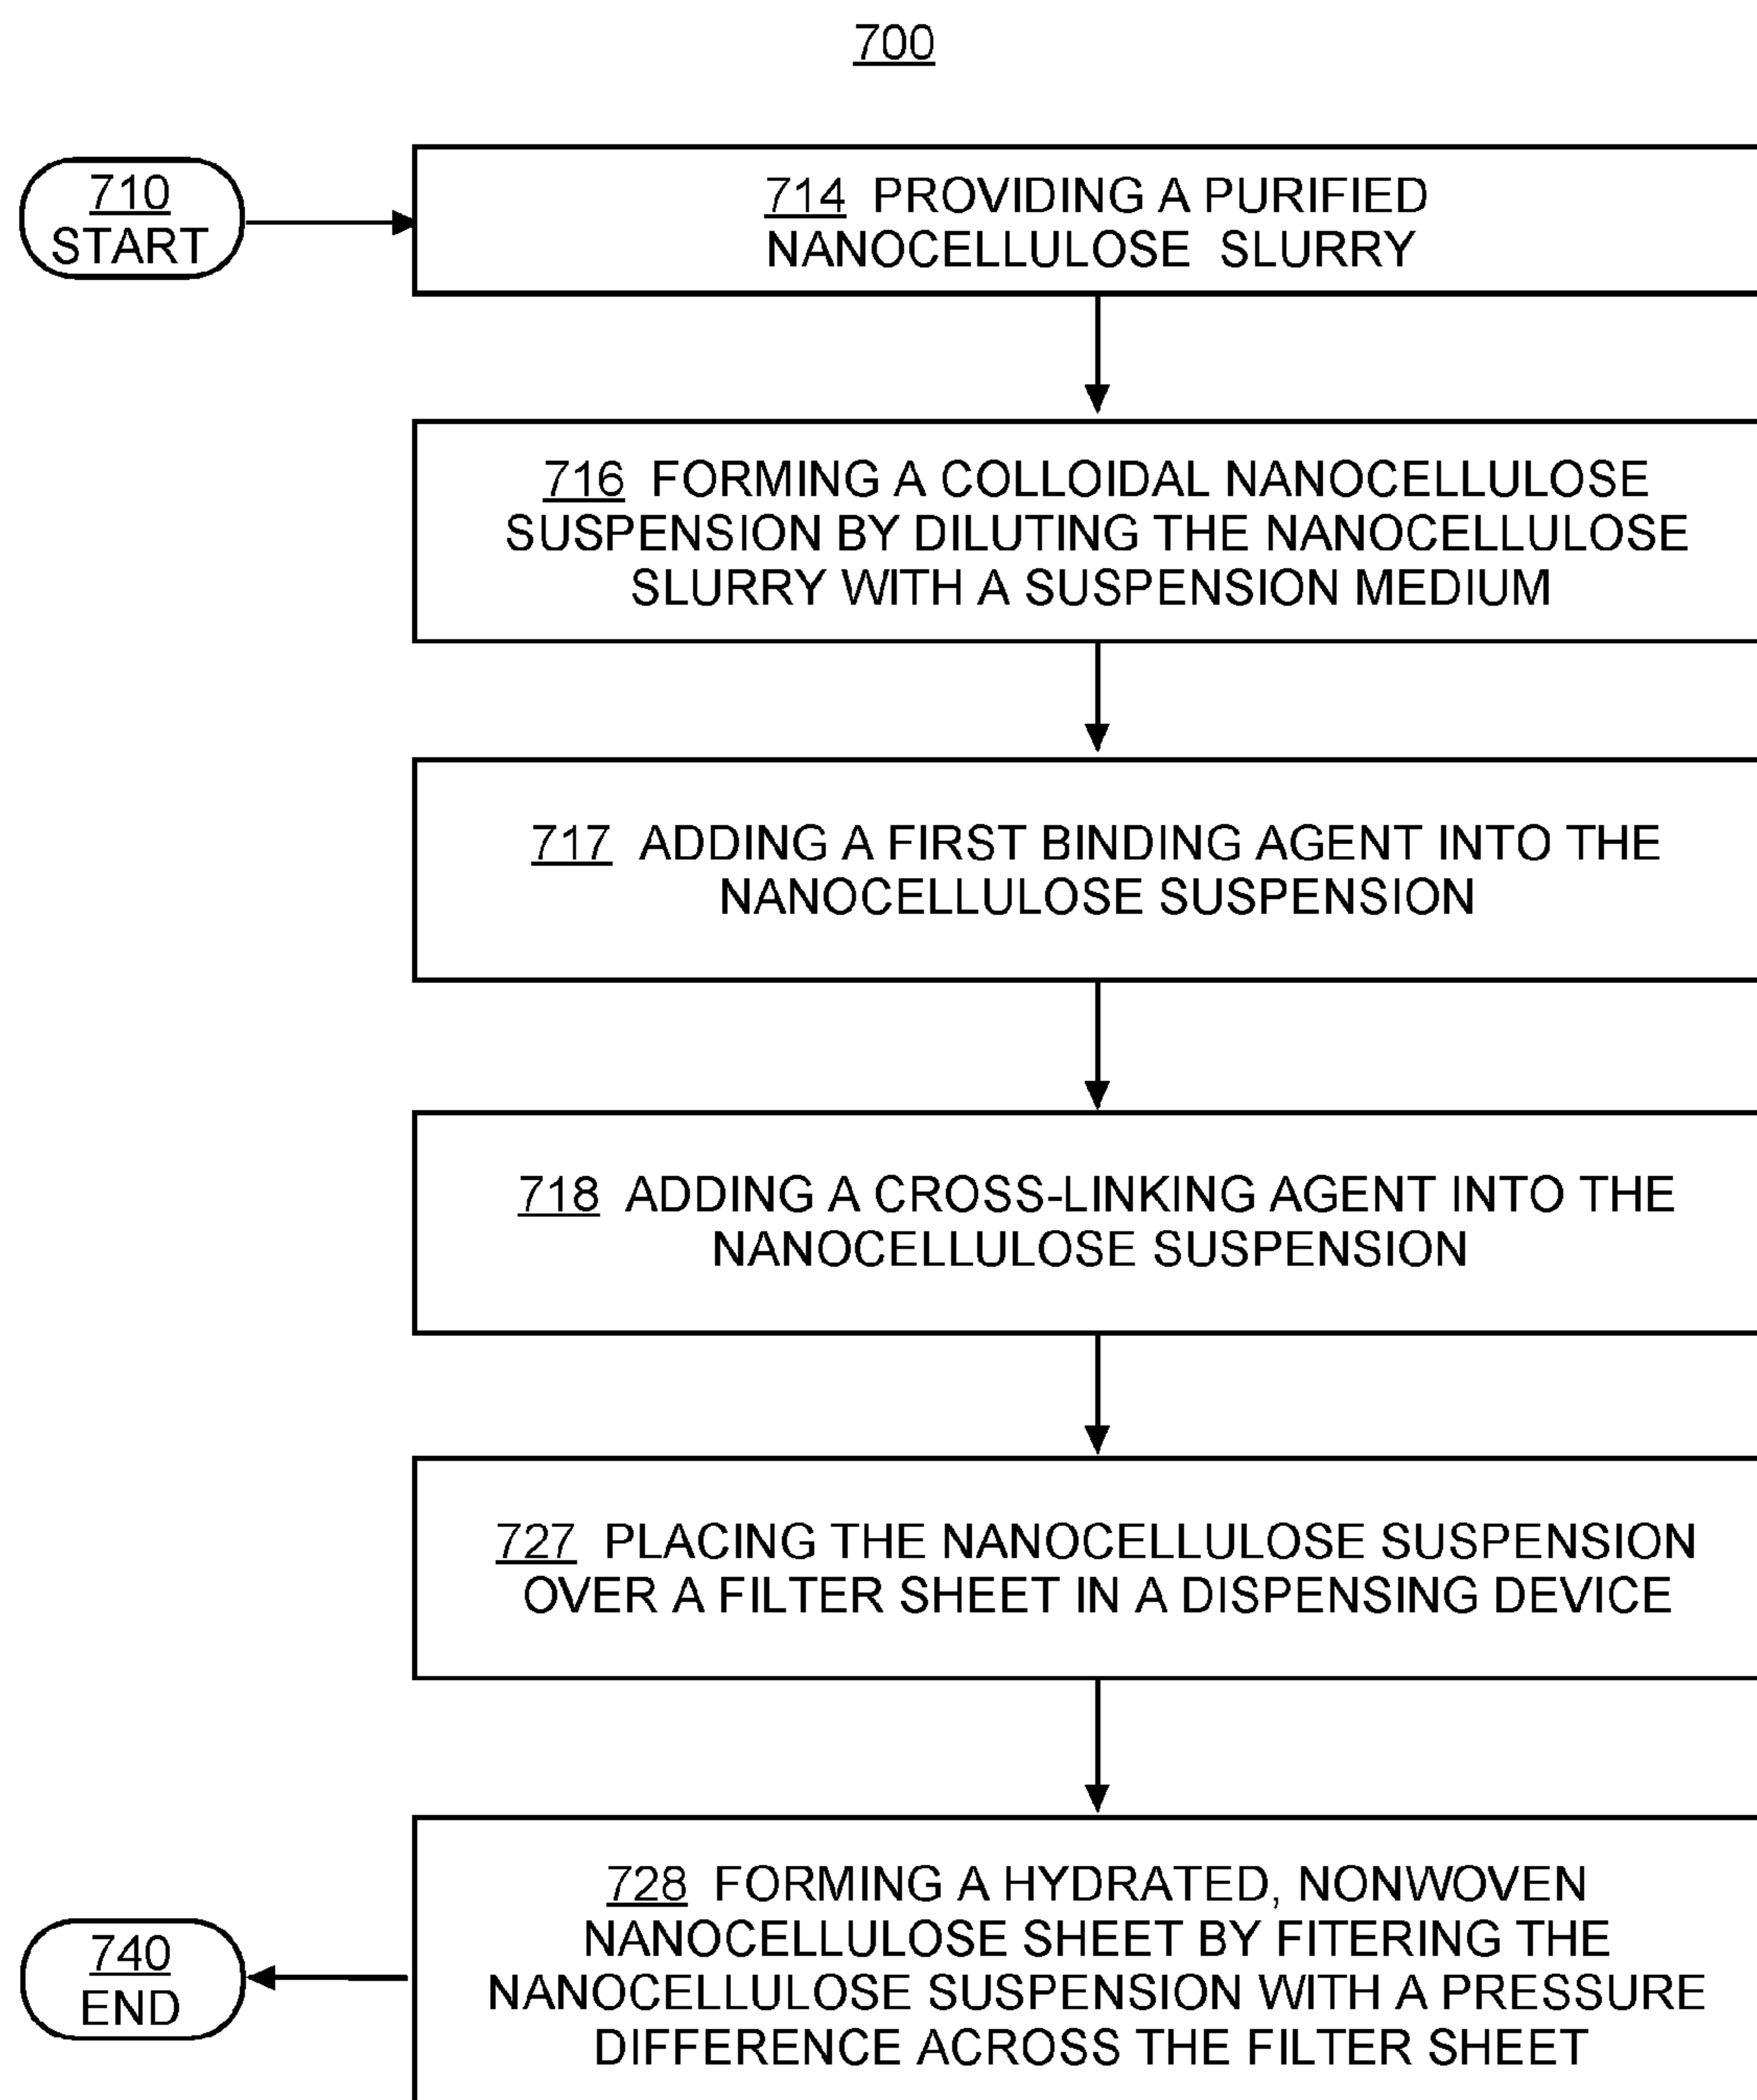 700
710
START
714 PROVIDING A PURIFIED
NANOCELLULOSE SLURRY
716 FORMING A COLLOIDAL NANOCELLULOSE
SUSPENSION BY DILUTING THE NANOCELLULOSE
SLURRY WITH A SUSPENSION MEDIUM
717 ADDING A FIRST BINDING AGENT INTO THE
NANOCELLULOSE SUSPENSION
718 ADDING A CROSS-LINKING AGENT INTO THE
NANOCELLULOSE SUSPENSION
727 PLACING THE NANOCELLULOSE SUSPENSION
OVER A FILTER SHEET IN A DISPENSING DEVICE
728 FORMING A HYDRATED, NONWOVEN
NANOCELLULOSE SHEET BY FITERING THE
NANOCELLULOSE SUSPENSION WITH A PRESSURE
DIFFERENCE ACROSS THE FILTER SHEET
740
END